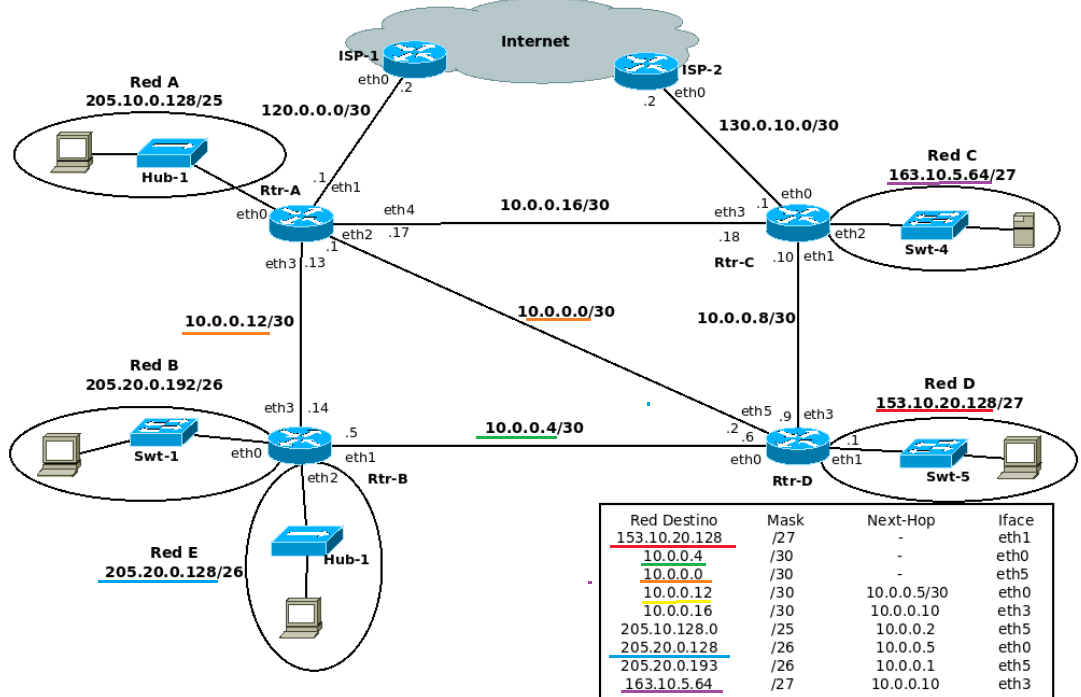 Internet
ISP-1
eth0
.2
ISP-2
eth0
.2
Red A
205.10.0.128/25
120.0.0.0/30
130.0.10.0/30
Hub-1
Rtr-A
.1
eth1
eth0
eth4
.17
eth2
.1
eth3
.13
10.0.0.16/30
Red C
163.10.5.64/27
eth0
.1
eth3
.18
eth2
Swt-4
Rtr-C
.10
eth1
10.0.0.12/30
10.0.0.0/30
10.0.0.8/30
Red B
205.20.0.192/26
Red D
153.10.20.128/27
eth3
.14
Swt-1
eth0
.5
eth1
eth2
Rtr-B
10.0.0.4/30
eth5
.2
.9
eth3
.6
eth0
.1
eth1
Rtr-D
Swt-5
Red E
205.20.0.128/26
Hub-1
Red Destino Mask Next-Hop Iface
153.10.20.128 /27 - eth1
10.0.0.4 /30 - eth0
10.0.0.0 /30 - eth5
10.0.0.12 /30 10.0.0.5/30 eth0
10.0.0.16 /30 10.0.0.10 eth3
205.10.128.0 /25 10.0.0.2 eth5
205.20.0.128 /26 10.0.0.5 eth0
205.20.0.193 /26 10.0.0.1 eth5
163.10.5.64 /27 10.0.0.10 eth3